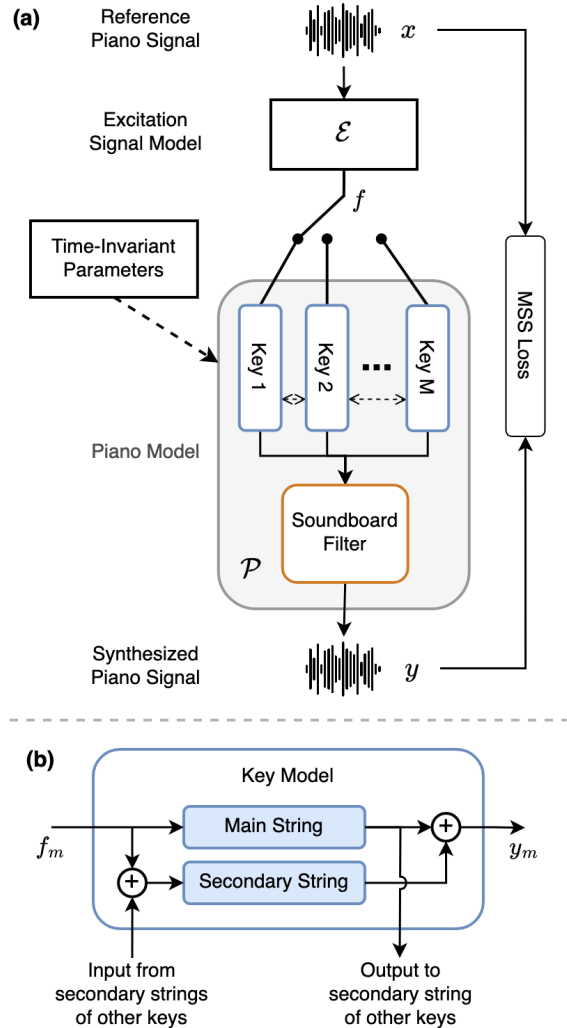 (a)
Reference
Piano Signal
x
Excitation
Signal Model
ℰ
f
Time-Invariant
Parameters
MSS Loss
Key 1
Key 2
...
Key M
Piano Model
Soundboard
Filter
𝒫
Synthesized
Piano Signal
y
(b)
Key Model
Main String
f_m
+
y_m
Secondary String
+
Input from
secondary strings
of other keys
Output to
secondary string
of other keys